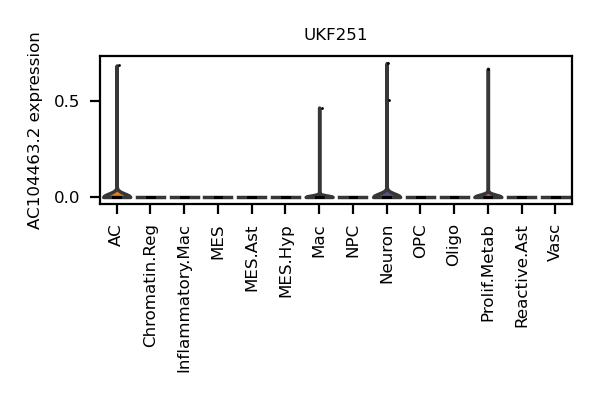 UKF251
AC104463.2 expression
0.5
0.0
AC
Chromatin.Reg
Inflammatory.Mac
MES
MES.Ast
MES.Hyp
Mac
NPC
Neuron
OPC
Oligo
Prolif.Metab
Reactive.Ast
Vasc